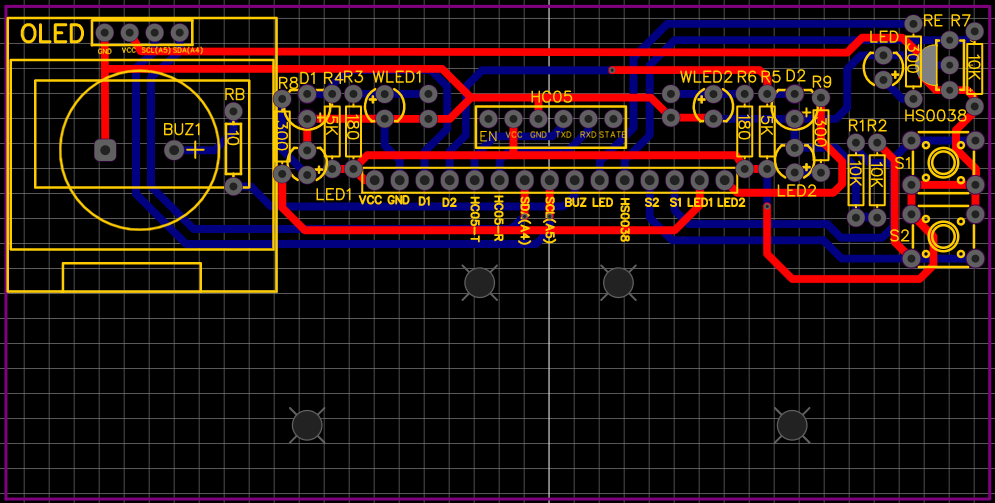 OLED
GND VCC SCL(A5) SDA(A4)
RE R7
LED
300
10K
HS0038
R8 D1 R4 R3 WLED1
HC05
WLED2 R6 R5 D2 R9
RB
10
BUZ1
300
5K
180
EN VCC GND TXD RXD STATE
180
5K
300
R1 R2
10K
10K
S1
S2
LED1
LED2
VCC GND D1 D2 HC05-T HC05-R SDA(A4) SCL(A5) BUZ LED HS0038 S2 S1 LED1 LED2